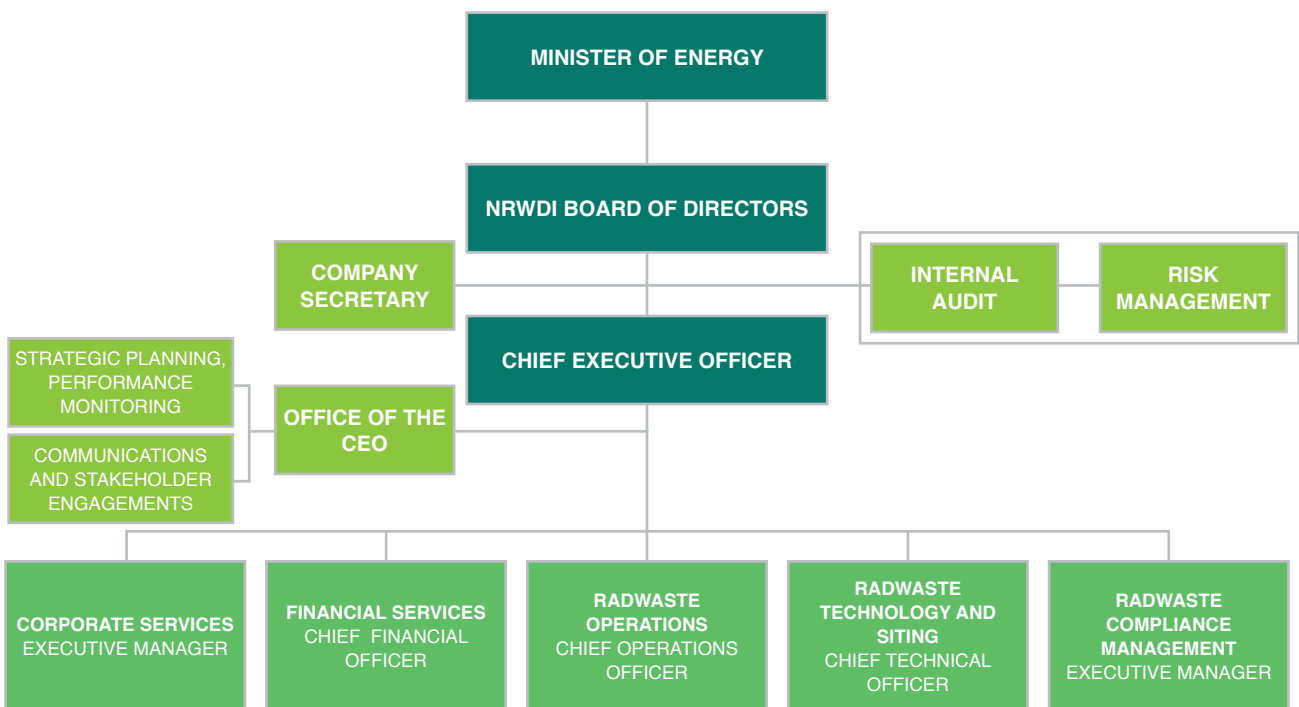 MINISTER OF ENERGY
NRWDI BOARD OF DIRECTORS
COMPANY
SECRETARY
INTERNAL
AUDIT
RISK
MANAGEMENT
CHIEF EXECUTIVE OFFICER
STRATEGIC PLANNING,
PERFORMANCE
MONITORING
OFFICE OF THE
CEO
COMMUNICATIONS
AND STAKEHOLDER
ENGAGEMENTS
CORPORATE SERVICES
EXECUTIVE MANAGER
FINANCIAL SERVICES
CHIEF FINANCIAL
OFFICER
RADWASTE
OPERATIONS
CHIEF OPERATIONS
OFFICER
RADWASTE
TECHNOLOGY AND
SITING
CHIEF TECHNICAL
OFFICER
RADWASTE
COMPLIANCE
MANAGEMENT
EXECUTIVE MANAGER